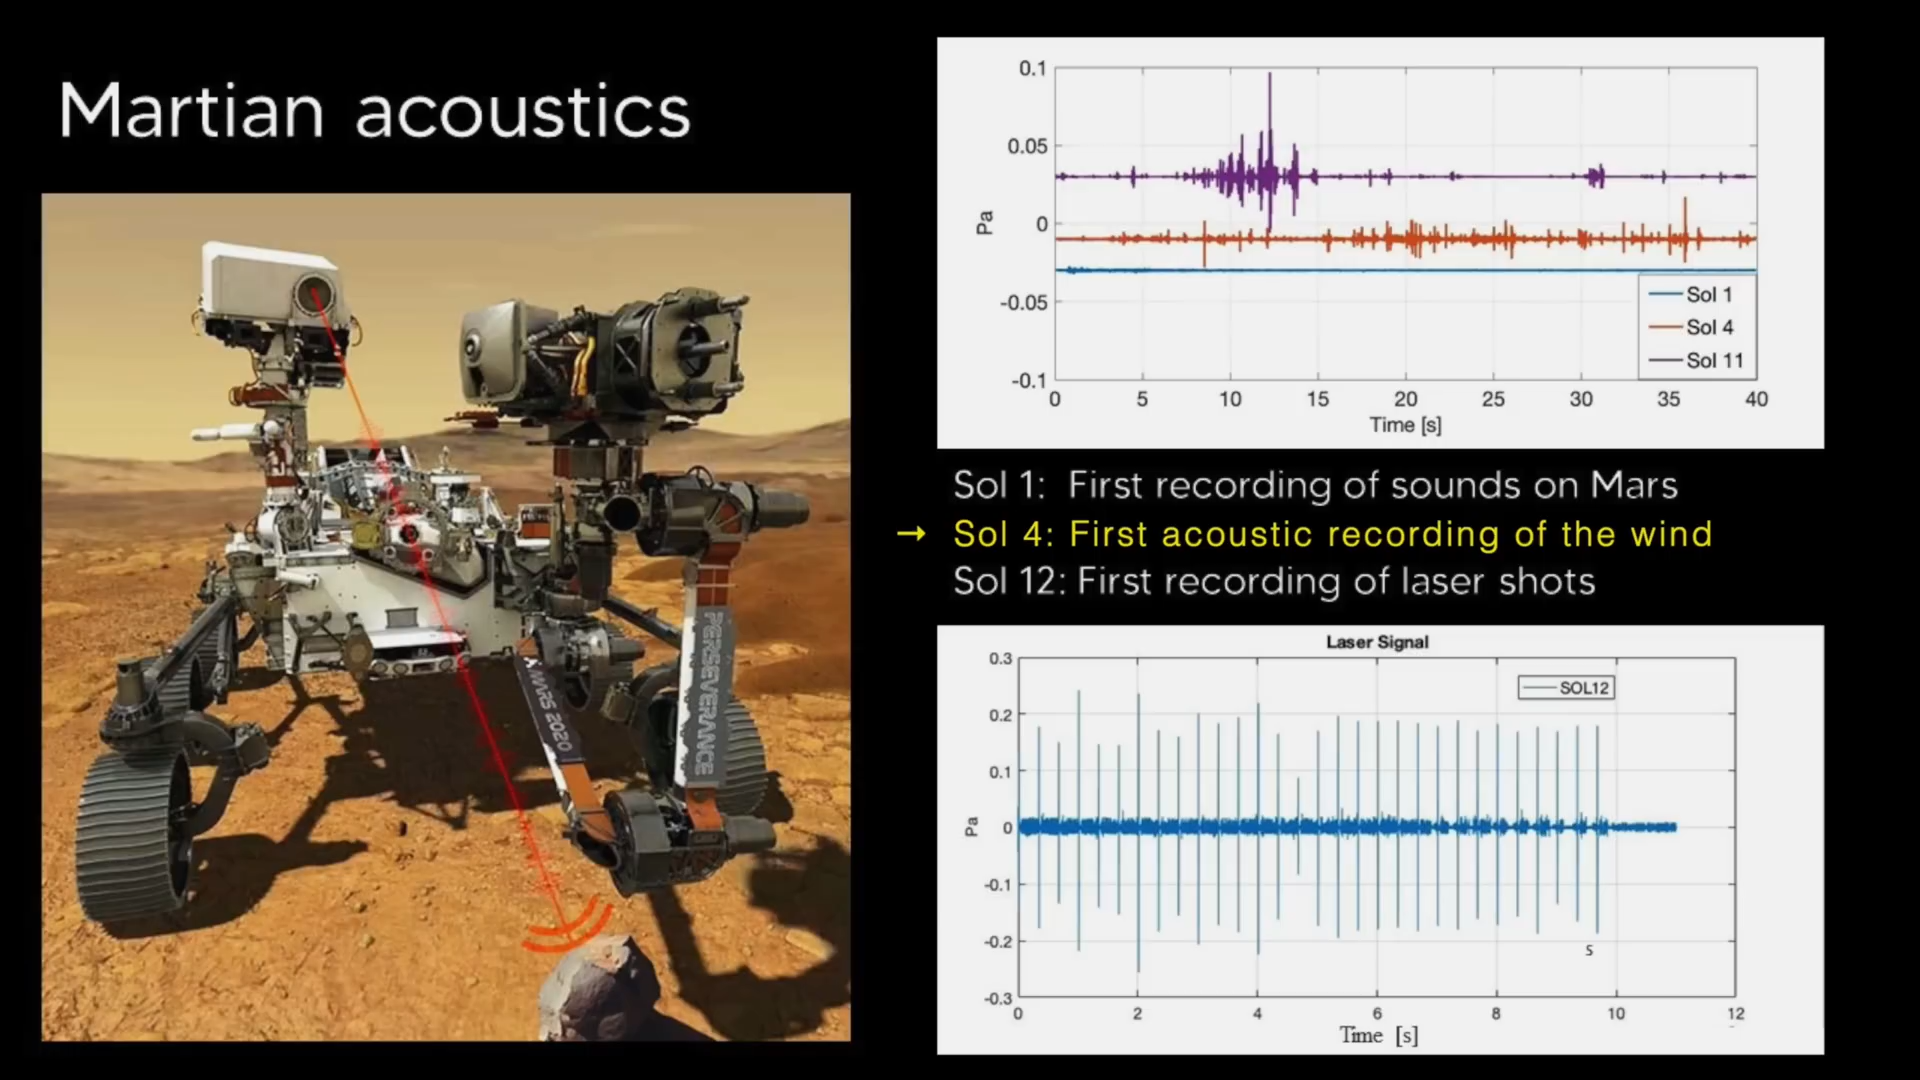 Martian acoustics
PERSEVERANCE
MARS 2020
0.1
0.05
0
-0.05
-0.1
Pa
0 5 10 15 20 25 30 35 40
Time [s]
Sol 1
Sol 4
Sol 11
Sol 1: First recording of sounds on Mars
→ Sol 4: First acoustic recording of the wind
Sol 12: First recording of laser shots
Laser Signal
SOL12
0.3
0.2
0.1
0
-0.1
-0.2
-0.3
Pa
s
0 2 4 6 8 10 12
Time [s]